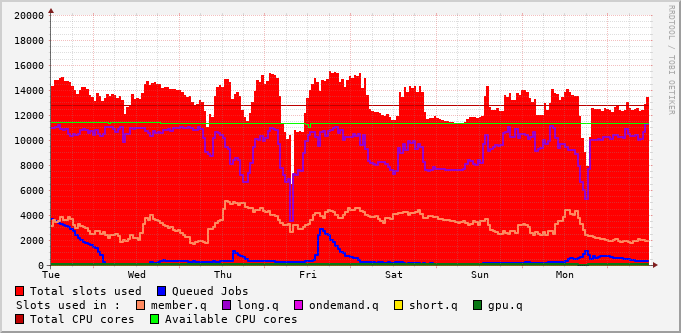 20000
18000
16000
14000
12000
10000
8000
6000
4000
2000
0
Tue Wed Thu Fri Sat Sun Mon
RRDTOOL / TOBI OETIKER
Total slots used Queued Jobs
Slots used in : member.q long.q ondemand.q short.q gpu.q
Total CPU cores Available CPU cores